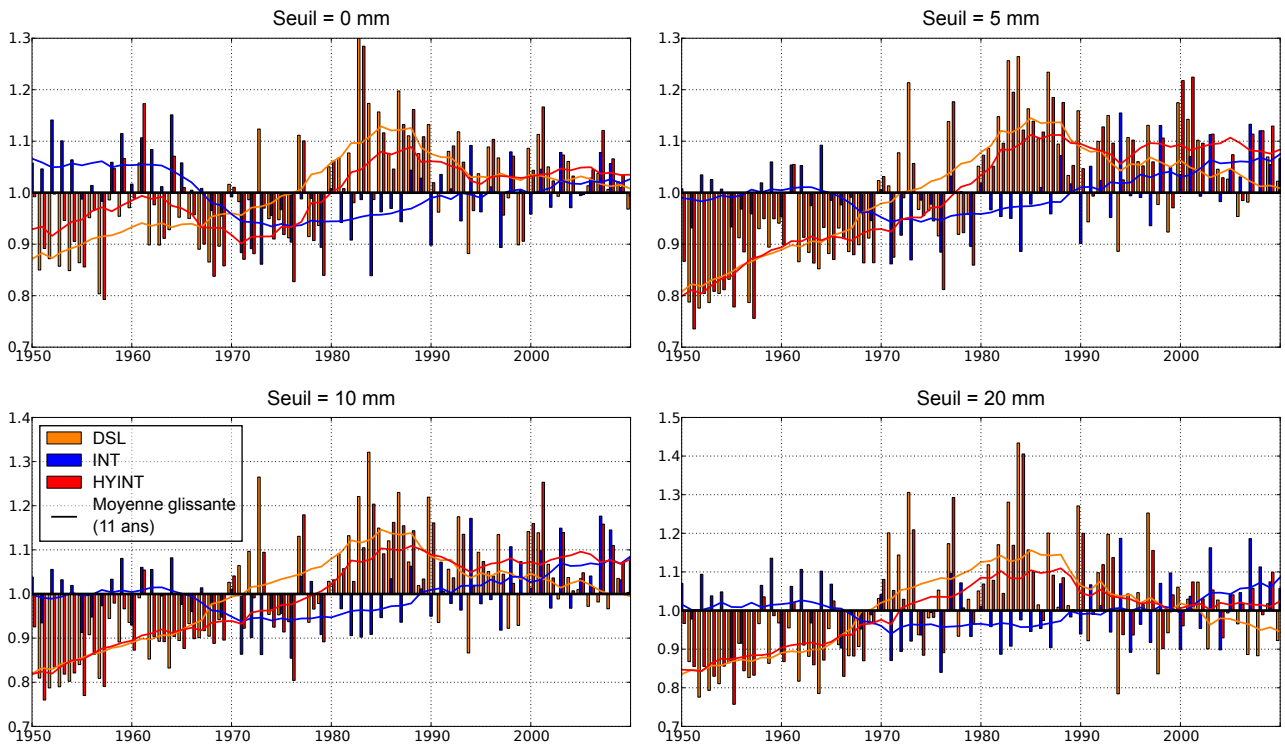 Seuil = 0 mm
1.3
1.2
1.1
1.0
0.9
0.8
0.7
1950 1960 1970 1980 1990 2000
Seuil = 5 mm
1.3
1.2
1.1
1.0
0.9
0.8
0.7
1950 1960 1970 1980 1990 2000
Seuil = 10 mm
1.4
1.3
1.2
1.1
1.0
0.9
0.8
0.7
DSL
INT
HYINT
Moyenne glissante
(11 ans)
1950 1960 1970 1980 1990 2000
Seuil = 20 mm
1.5
1.4
1.3
1.2
1.1
1.0
0.9
0.8
0.7
1950 1960 1970 1980 1990 2000